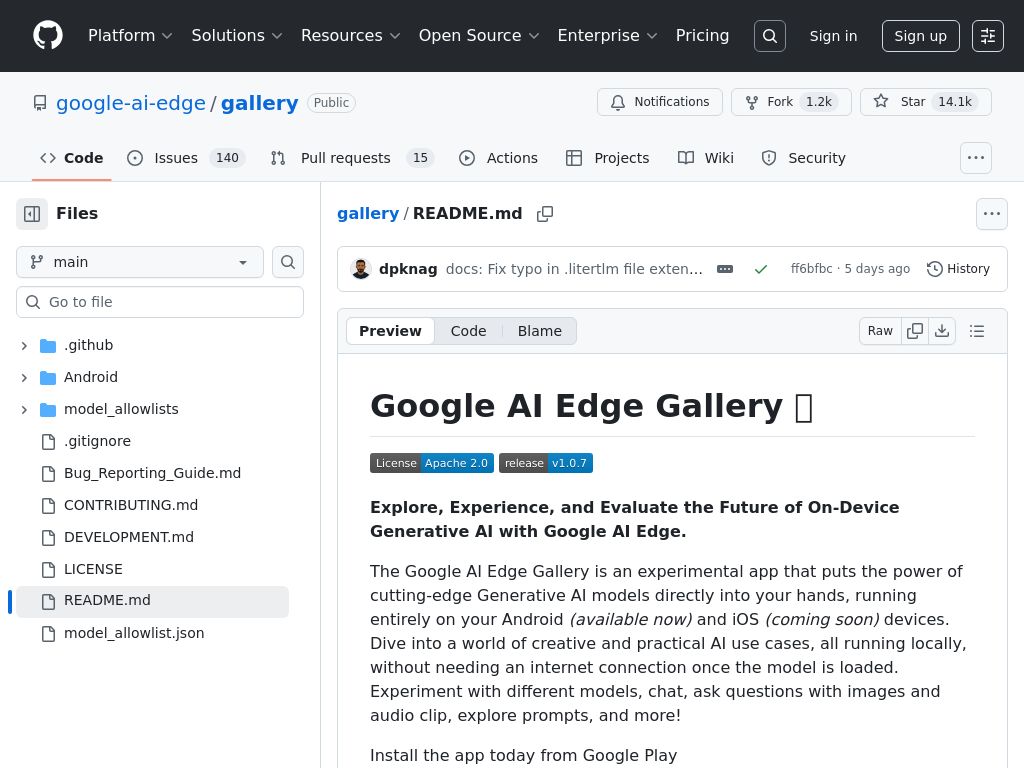 Platform Solutions Resources Open Source Enterprise Pricing Sign in Sign up
google-ai-edge / gallery Public Notifications Fork 1.2k Star 14.1k
Code Issues 140 Pull requests 15 Actions Projects Wiki Security
Files
main
Go to file
.github
Android
model_allowlists
.gitignore
Bug_Reporting_Guide.md
CONTRIBUTING.md
DEVELOPMENT.md
LICENSE
README.md
model_allowlist.json
gallery / README.md
dpknag docs: Fix typo in .litertlm file exten… ff6bfbc · 5 days ago History
Preview Code Blame Raw
Google AI Edge Gallery
License Apache 2.0 release v1.0.7
Explore, Experience, and Evaluate the Future of On-Device
Generative AI with Google AI Edge.
The Google AI Edge Gallery is an experimental app that puts the power of
cutting-edge Generative AI models directly into your hands, running
entirely on your Android (available now) and iOS (coming soon) devices.
Dive into a world of creative and practical AI use cases, all running locally,
without needing an internet connection once the model is loaded.
Experiment with different models, chat, ask questions with images and
audio clip, explore prompts, and more!
Install the app today from Google Play